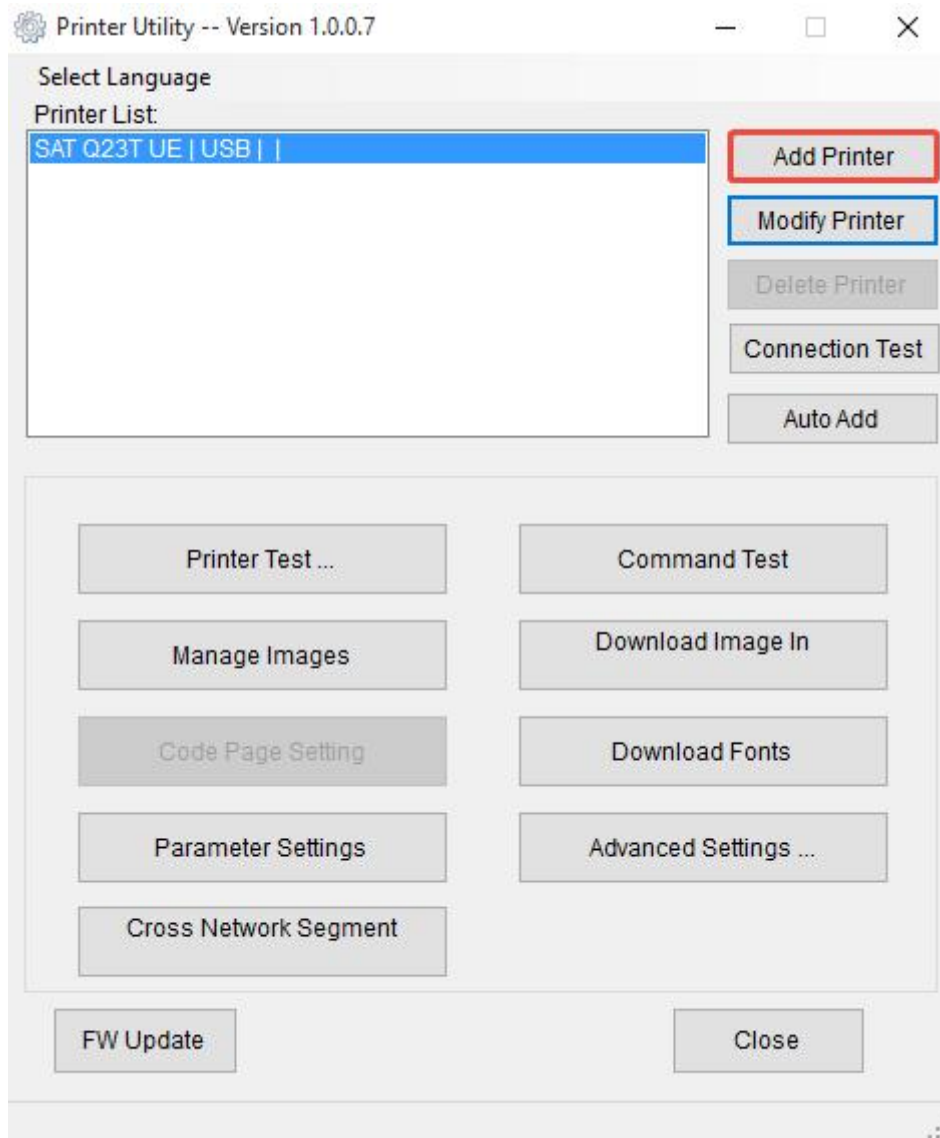 Printer Utility -- Version 1.0.0.7
Select Language
Printer List:
SAT Q23T UE | USB | |
Add Printer
Modify Printer
Delete Printer
Connection Test
Auto Add
Printer Test ...
Command Test
Manage Images
Download Image In
Code Page Setting
Download Fonts
Parameter Settings
Advanced Settings ...
Cross Network Segment
FW Update
Close